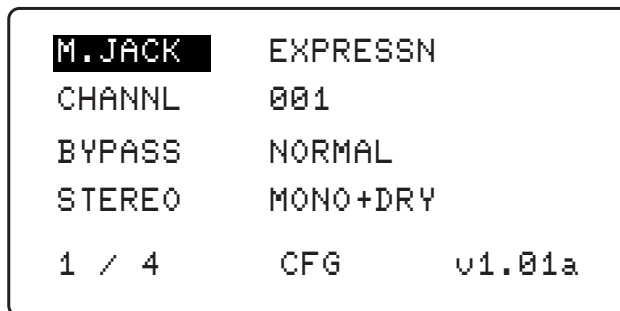 M.JACK EXPRESSN
CHANNL 001
BYPASS NORMAL
STEREO MONO+DRY
1 / 4 CFG v1.01a